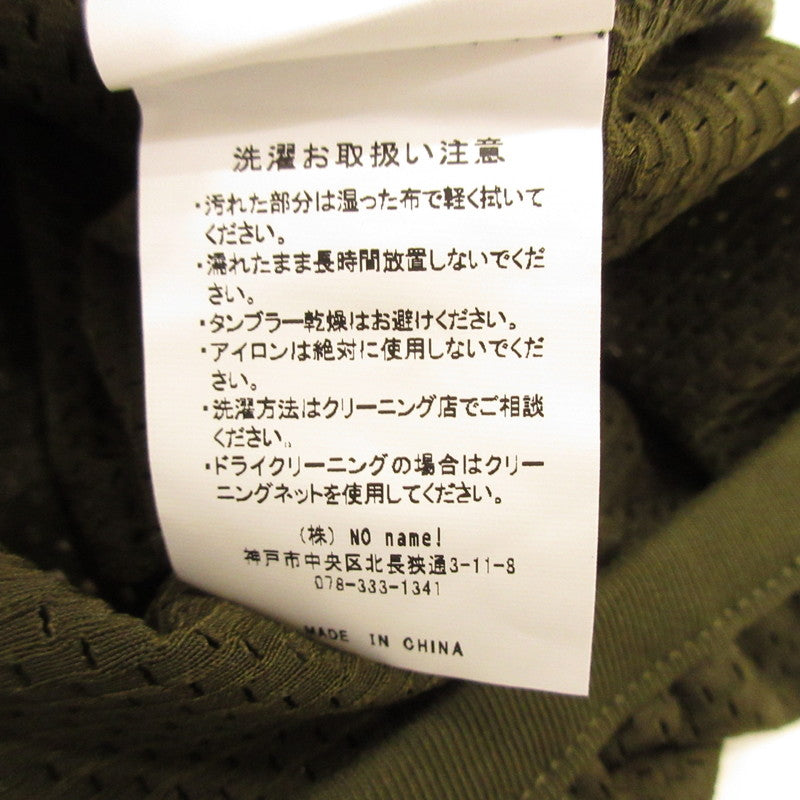 洗濯お取扱い注意
・汚れた部分は湿った布で軽く拭いて
ください。
・濡れたまま長時間放置しないでくだ
さい。
・タンブラー乾燥はお避けください。
・アイロンは絶対に使用しないでくだ
さい。
・洗濯方法はクリーニング店でご相談
ください。
・ドライクリーニングの場合はクリー
ニングネットを使用してください。
(株) NO name!
神戸市中央区北長狭通3-11-8
078-333-1341
MADE IN CHINA